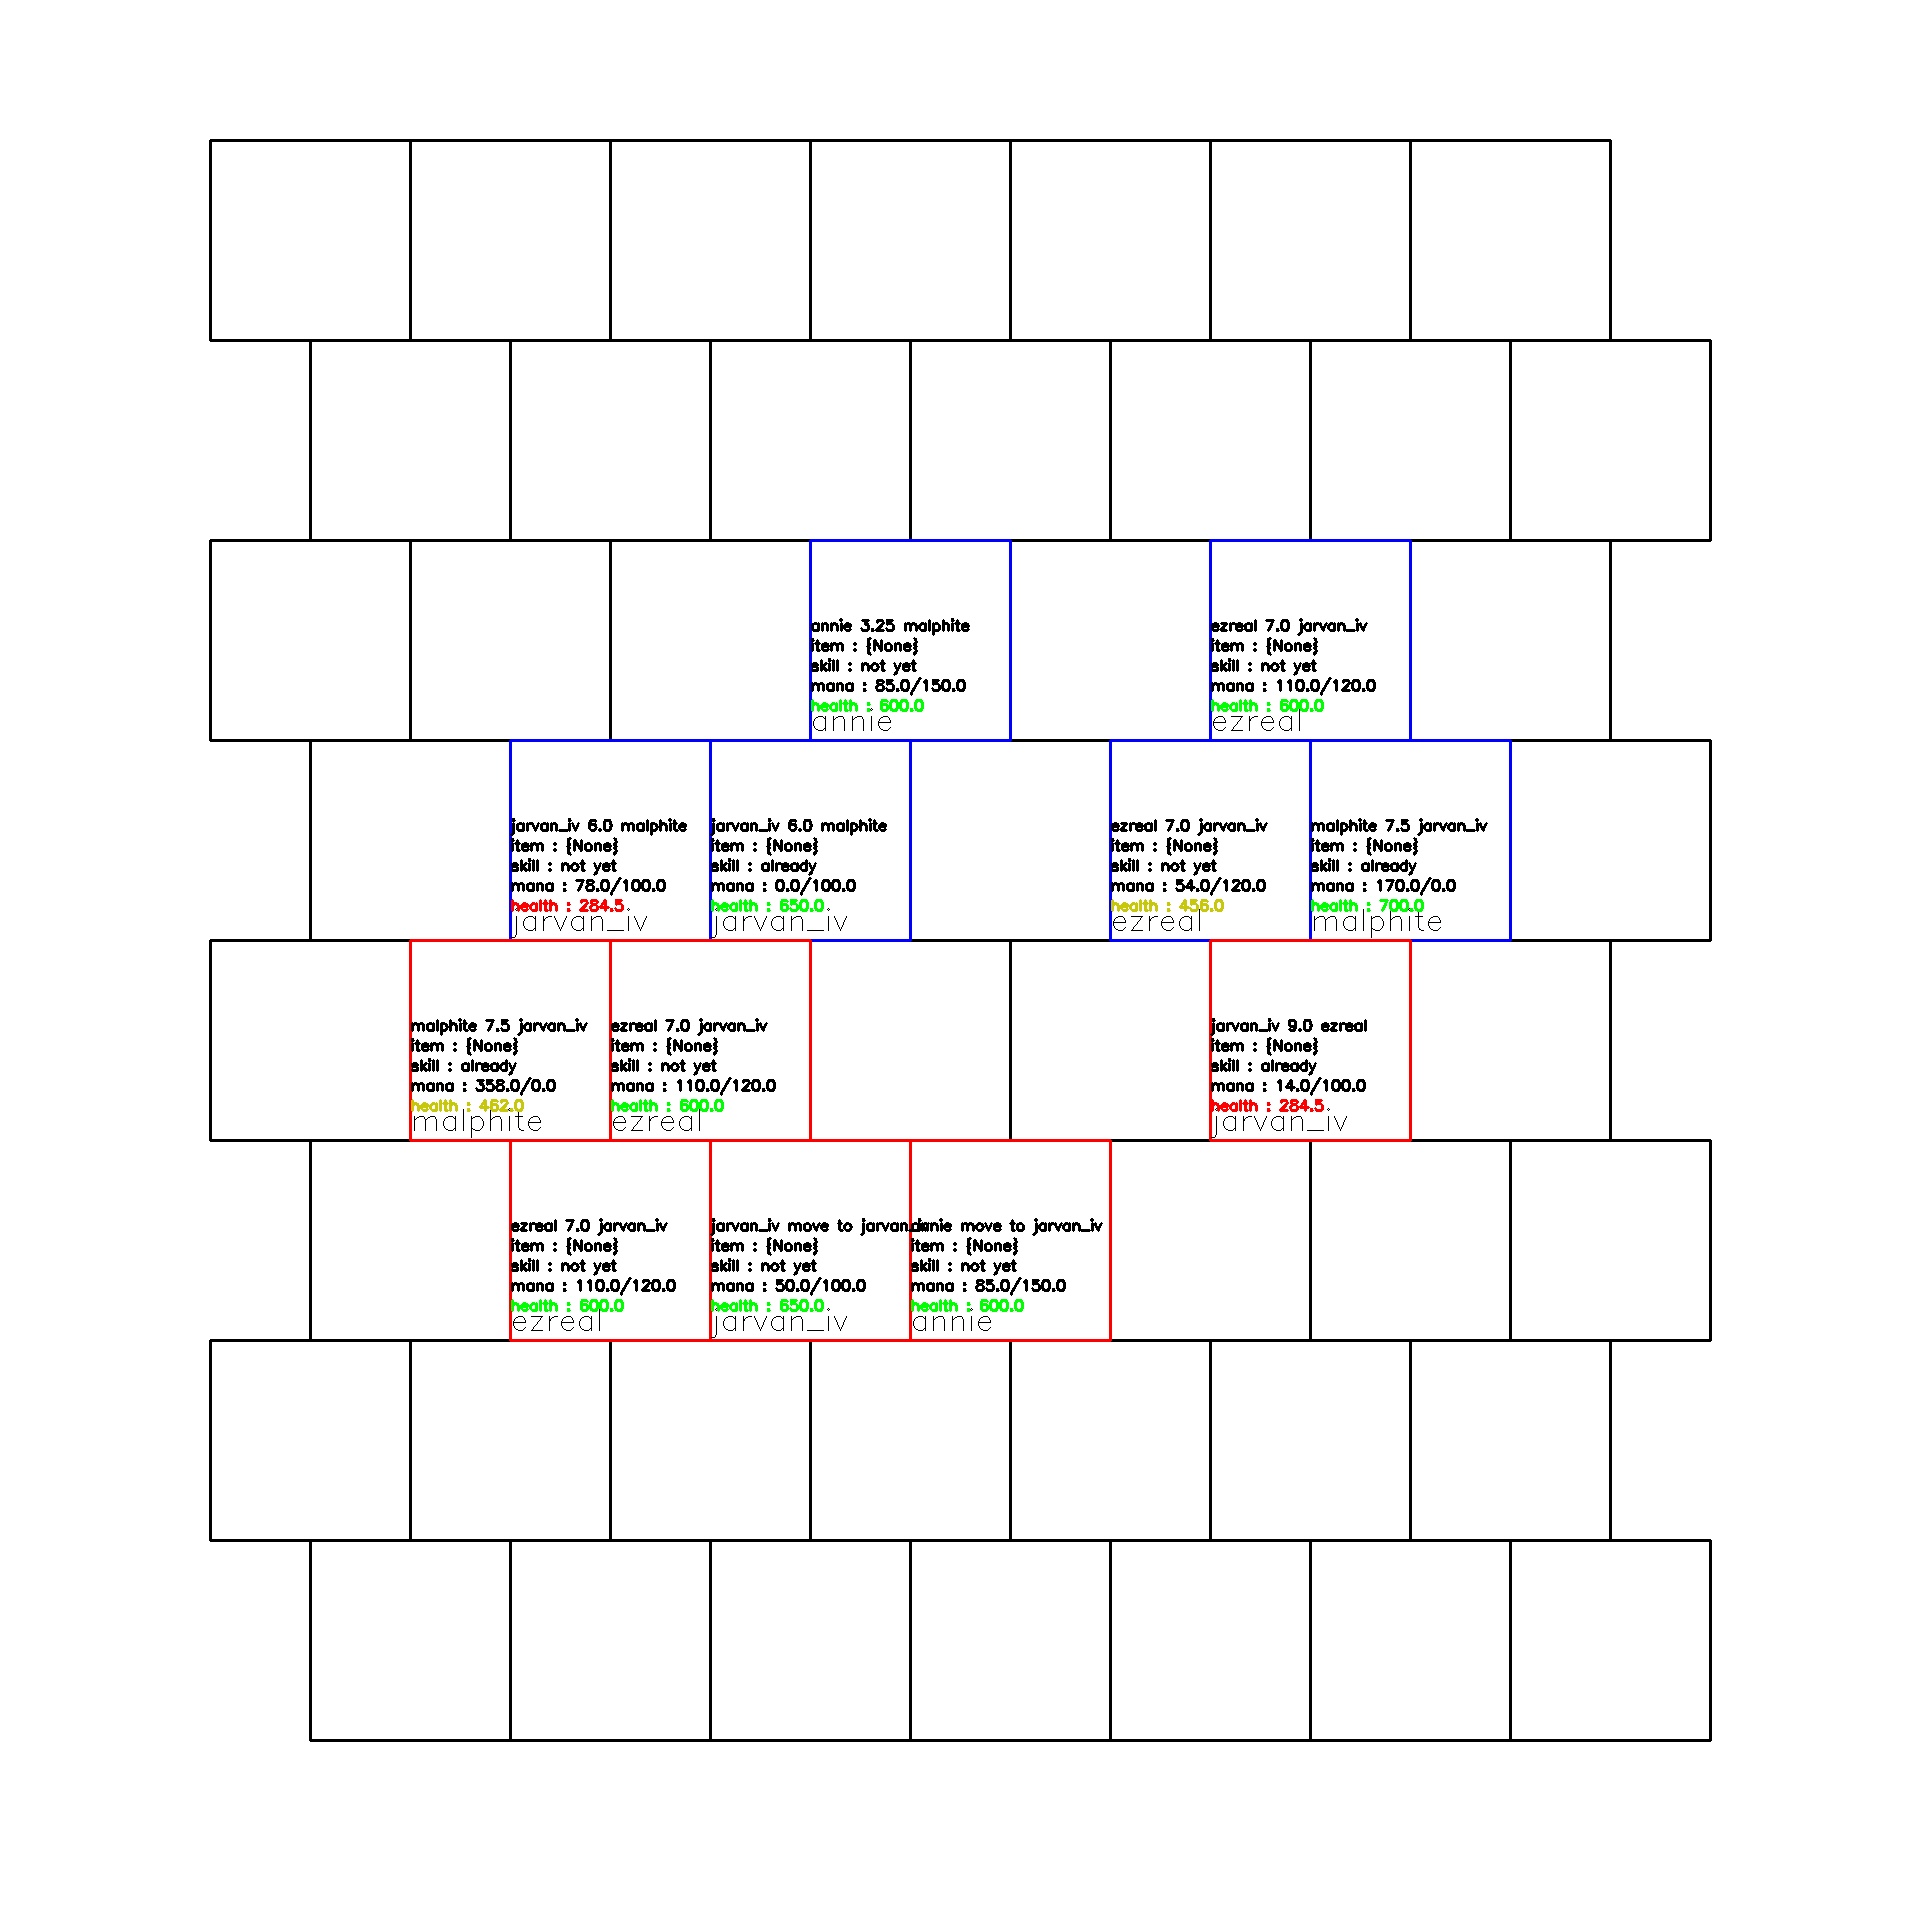 annie 3.25 malphite
item : {None}
skill : not yet
mana : 85.0/150.0
health : 600.0
annie
ezreal 7.0 jarvan_iv
item : {None}
skill : not yet
mana : 110.0/120.0
health : 600.0
ezreal
jarvan_iv 6.0 malphite
item : {None}
skill : not yet
mana : 78.0/100.0
health : 284.5
jarvan_iv
jarvan_iv 6.0 malphite
item : {None}
skill : already
mana : 0.0/100.0
health : 650.0
jarvan_iv
ezreal 7.0 jarvan_iv
item : {None}
skill : not yet
mana : 54.0/120.0
health : 456.0
ezreal
malphite 7.5 jarvan_iv
item : {None}
skill : already
mana : 170.0/0.0
health : 700.0
malphite
malphite 7.5 jarvan_iv
item : {None}
skill : already
mana : 358.0/0.0
health : 462.0
malphite
ezreal 7.0 jarvan_iv
item : {None}
skill : not yet
mana : 110.0/120.0
health : 600.0
ezreal
jarvan_iv 9.0 ezreal
item : {None}
skill : already
mana : 14.0/100.0
health : 284.5
jarvan_iv
ezreal 7.0 jarvan_iv
item : {None}
skill : not yet
mana : 110.0/120.0
health : 600.0
ezreal
jarvan_iv move to jarvan_iv
item : {None}
skill : not yet
mana : 50.0/100.0
health : 650.0
jarvan_iv
annie move to jarvan_iv
item : {None}
skill : not yet
mana : 85.0/150.0
health : 600.0
annie